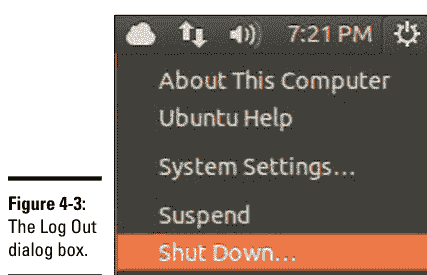 7:21 PM
About This Computer
Ubuntu Help
System Settings...
Suspend
Shut Down...
Figure 4-3:
The Log Out
dialog box.